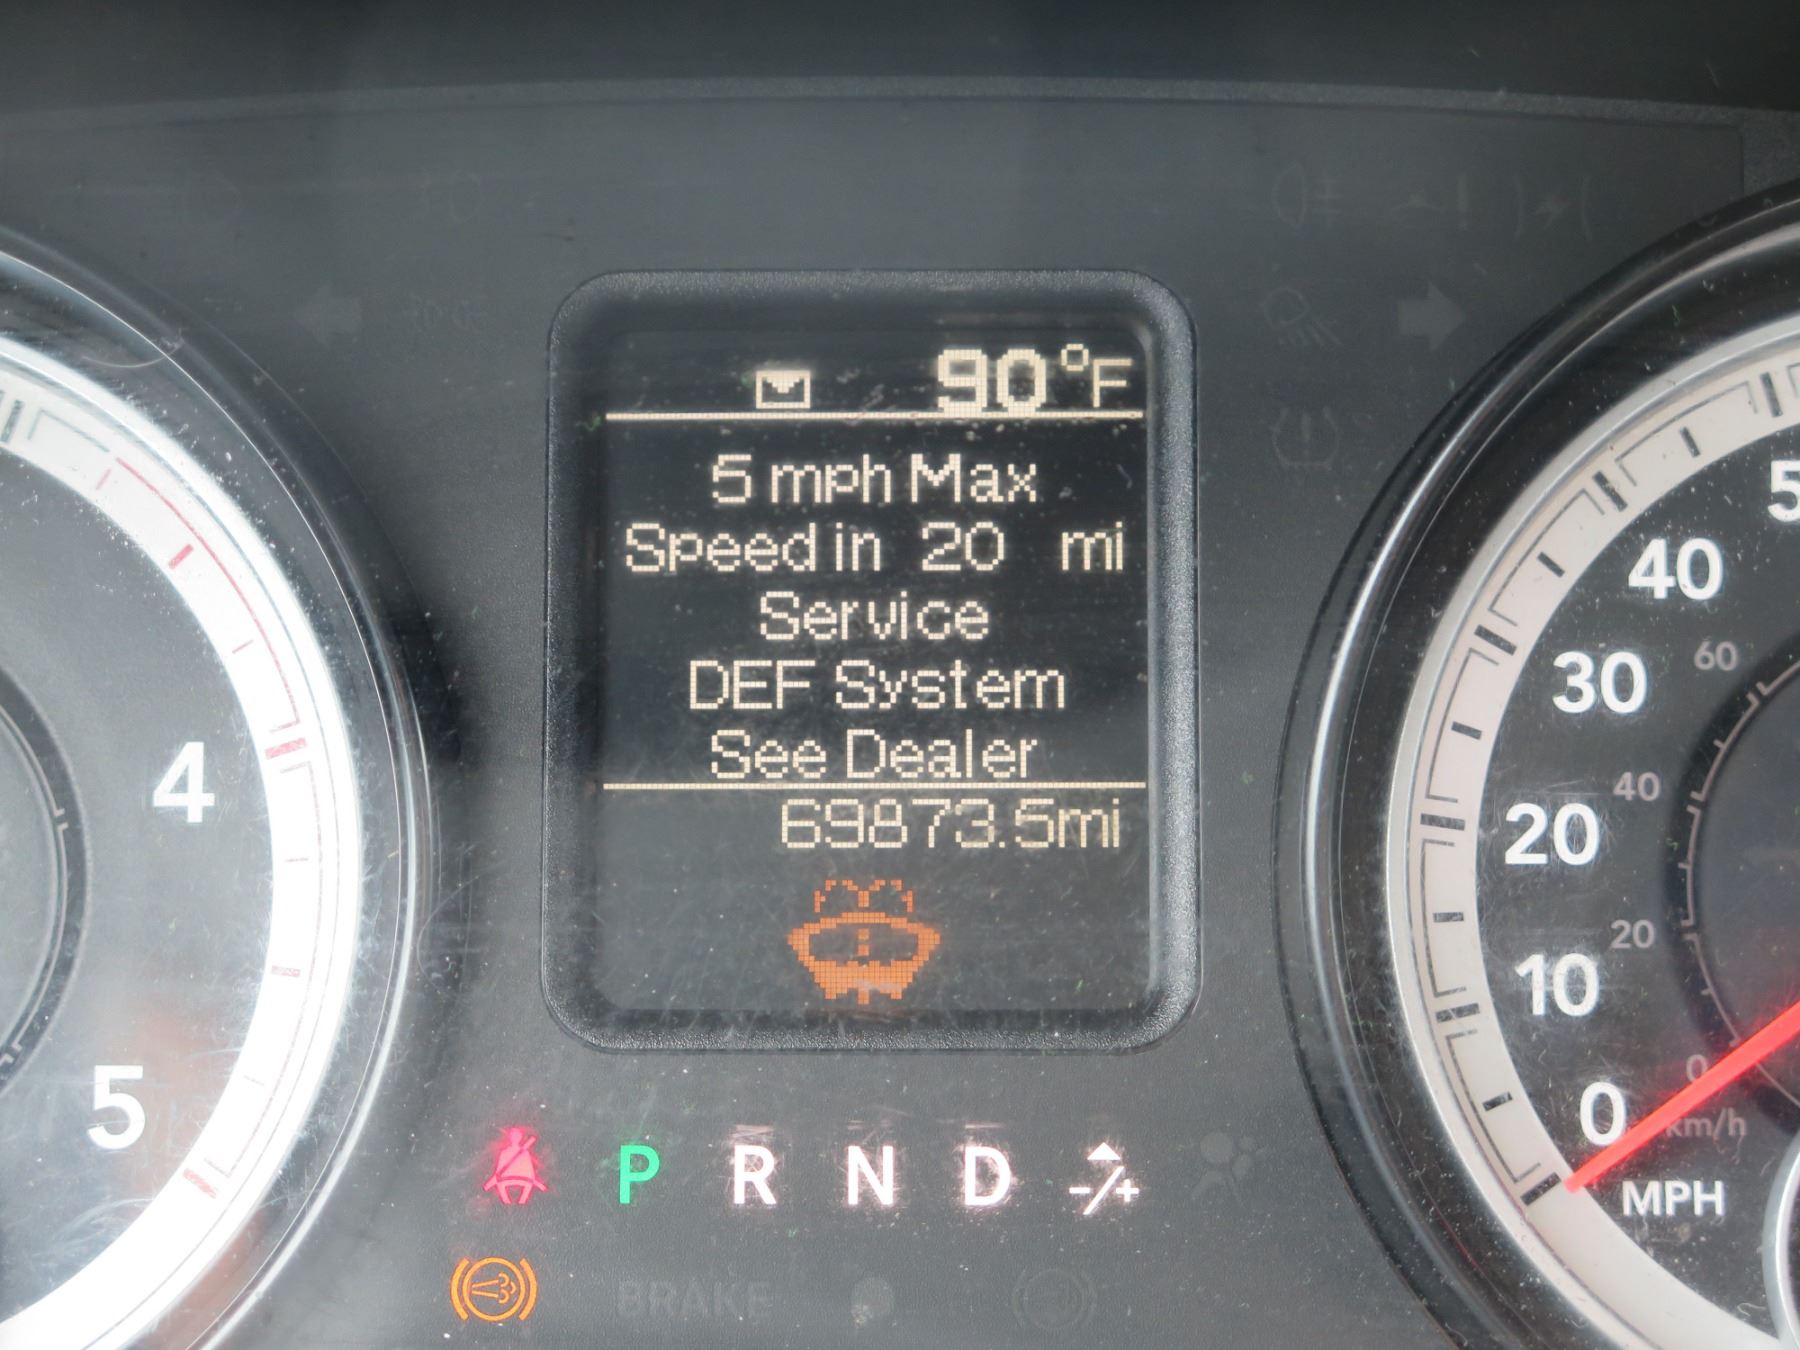 90°F
5 mph Max
Speed in 20 mi
Service
DEF System
See Dealer
69873.5mi
4
5
5
40
30
20
10
0
MPH
60
40
20
0
km/h
P R N D -/+
BRAKE